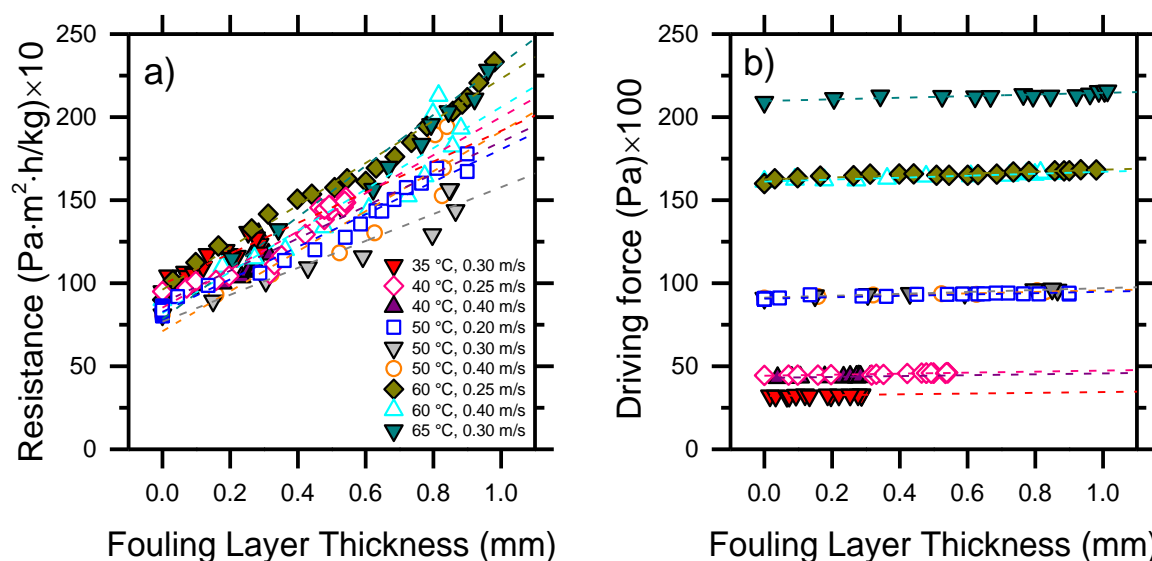 a)
Resistance (Pa·m²·h/kg)×10
250
200
150
100
50
0
35 °C, 0.30 m/s
40 °C, 0.25 m/s
40 °C, 0.40 m/s
50 °C, 0.20 m/s
50 °C, 0.30 m/s
50 °C, 0.40 m/s
60 °C, 0.25 m/s
60 °C, 0.40 m/s
65 °C, 0.30 m/s
0.0 0.2 0.4 0.6 0.8 1.0
Fouling Layer Thickness (mm)
b)
Driving force (Pa)×100
250
200
150
100
50
0
0.0 0.2 0.4 0.6 0.8 1.0
Fouling Layer Thickness (mm)